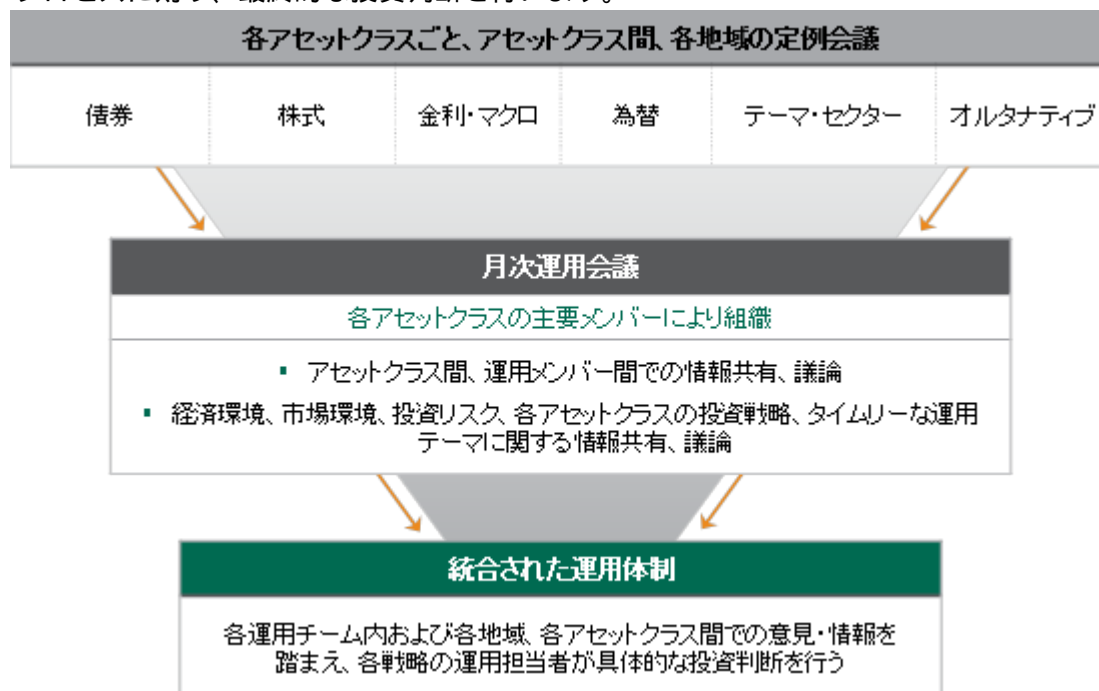 各アセットクラスごと、アセットクラス間、各地域の定例会議
債券 株式 金利・マクロ 為替 テーマ・セクター オルタナティブ
月次運用会議
各アセットクラスの主要メンバーにより組織
▪ アセットクラス間、運用メンバー間での情報共有、議論
▪ 経済環境、市場環境、投資リスク、各アセットクラスの投資戦略、タイムリーな運用
テーマに関する情報共有、議論
統合された運用体制
各運用チーム内および各地域、各アセットクラス間での意見・情報を
踏まえ、各戦略の運用担当者が具体的な投資判断を行う